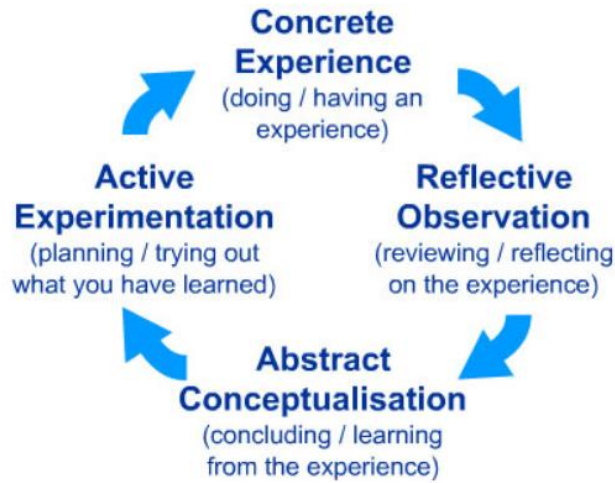 Concrete
Experience
(doing / having an
experience)
Reflective
Observation
(reviewing / reflecting
on the experience)
Abstract
Conceptualisation
(concluding / learning
from the experience)
Active
Experimentation
(planning / trying out
what you have learned)